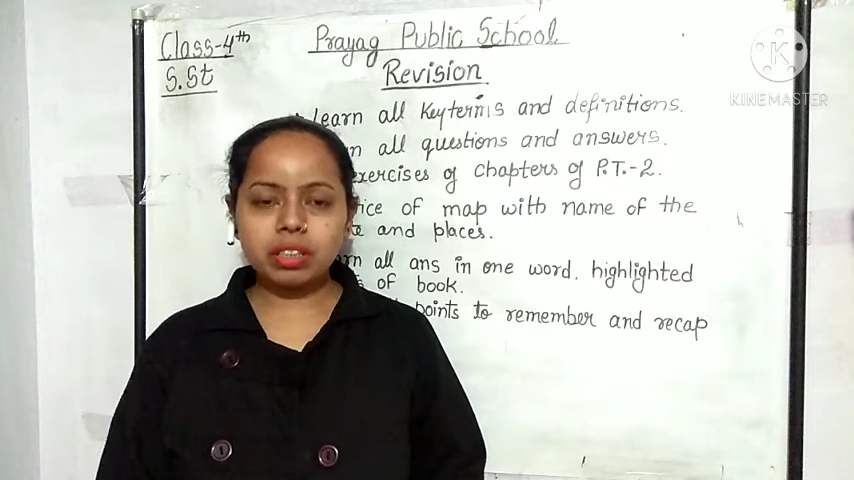 Class-4th
Prayag Public School
S.St
Revision
Learn all Keyterms and definitions.
all questions and answers.
exercises of Chapters of P.T.-2.
of map with name of the
and places.
all ans in one word. highlighted
of book.
points to remember and recap
K
KINEMASTER